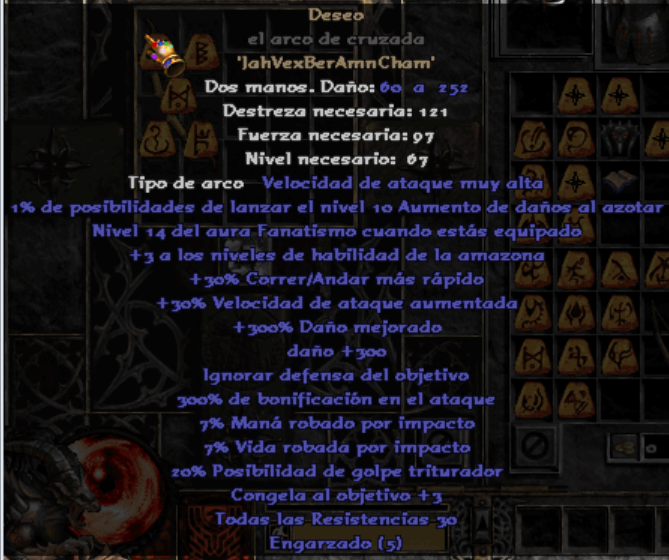 Deseo
el arco de cruzada
'JahVexBerAmnCham'
Dos manos. Daño: 60 a 252
Destreza necesaria: 121
Fuerza necesaria: 97
Nivel necesario: 67
Tipo de arco Velocidad de ataque muy alta
1% de posibilidades de lanzar el nivel 10 Aumento de daños al azotar
Nivel 14 del aura Fanatismo cuando estás equipado
+3 a los niveles de habilidad de la amazona
+30% Correr/Andar más rápido
+30% Velocidad de ataque aumentada
+300% Daño mejorado
daño +300
Ignorar defensa del objetivo
300% de bonificación en el ataque
7% Maná robado por impacto
7% Vida robada por impacto
20% Posibilidad de golpe triturador
Congela al objetivo +3
Todas las Resistencias 30
Engarzado (5)